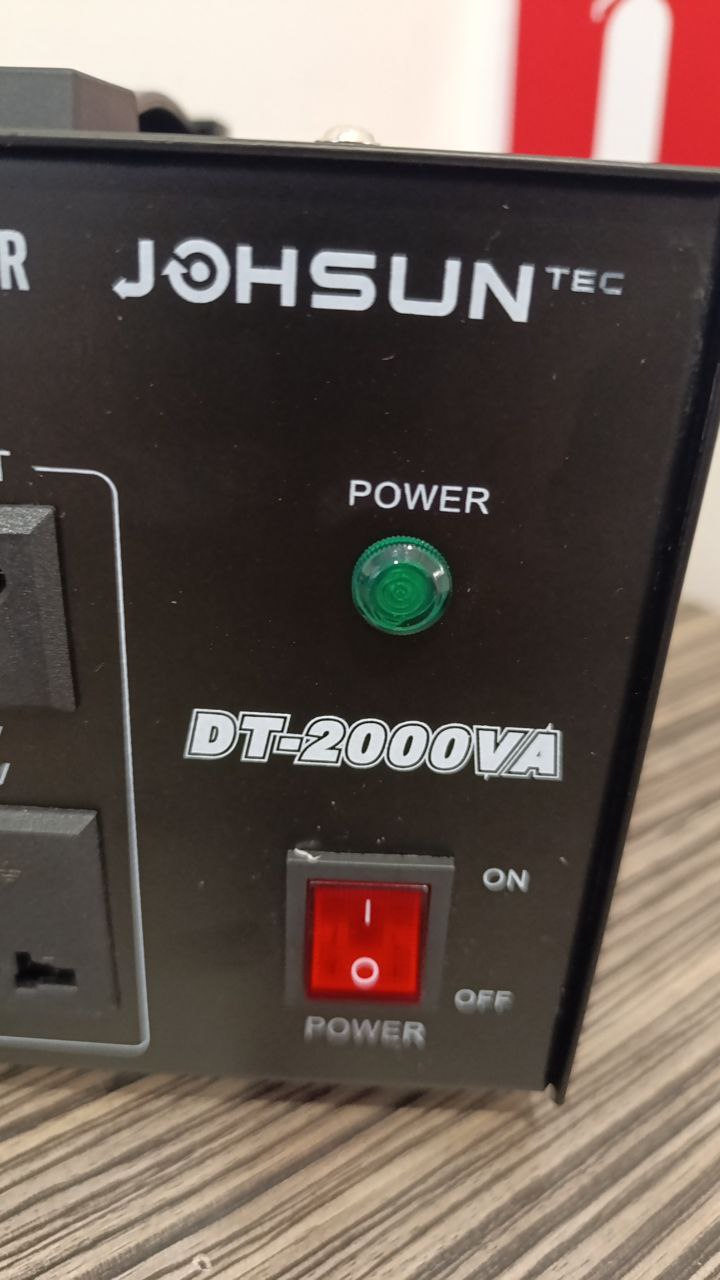 R
JOHSUN TEC
T
POWER
DT-2000VA
V
ON
I
O
OFF
POWER